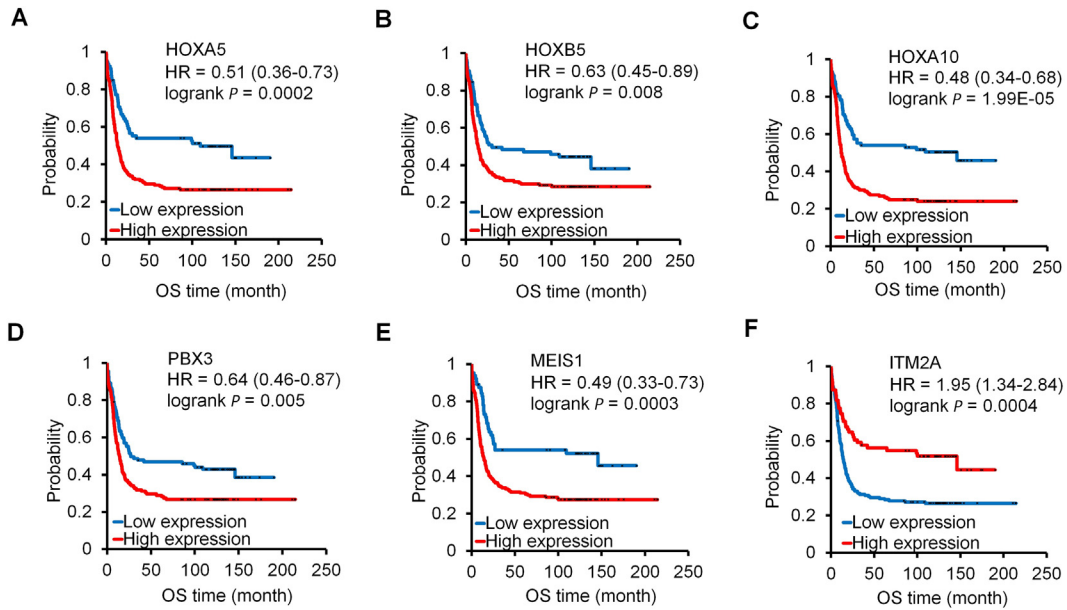 A
HOXA5
HR = 0.51 (0.36-0.73)
logrank P = 0.0002
Probability
1
0.8
0.6
0.4
0.2
0
Low expression
High expression
0 50 100 150 200 250
OS time (month)
B
HOXB5
HR = 0.63 (0.45-0.89)
logrank P = 0.008
Probability
1
0.8
0.6
0.4
0.2
0
Low expression
High expression
0 50 100 150 200 250
OS time (month)
C
HOXA10
HR = 0.48 (0.34-0.68)
logrank P = 1.99E-05
Probability
1
0.8
0.6
0.4
0.2
0
Low expression
High expression
0 50 100 150 200 250
OS time (month)
D
PBX3
HR = 0.64 (0.46-0.87)
logrank P = 0.005
Probability
1
0.8
0.6
0.4
0.2
0
Low expression
High expression
0 50 100 150 200 250
OS time (month)
E
MEIS1
HR = 0.49 (0.33-0.73)
logrank P = 0.0003
Probability
1
0.8
0.6
0.4
0.2
0
Low expression
High expression
0 50 100 150 200 250
OS time (month)
F
ITM2A
HR = 1.95 (1.34-2.84)
logrank P = 0.0004
Probability
1
0.8
0.6
0.4
0.2
0
Low expression
High expression
0 50 100 150 200 250
OS time (month)